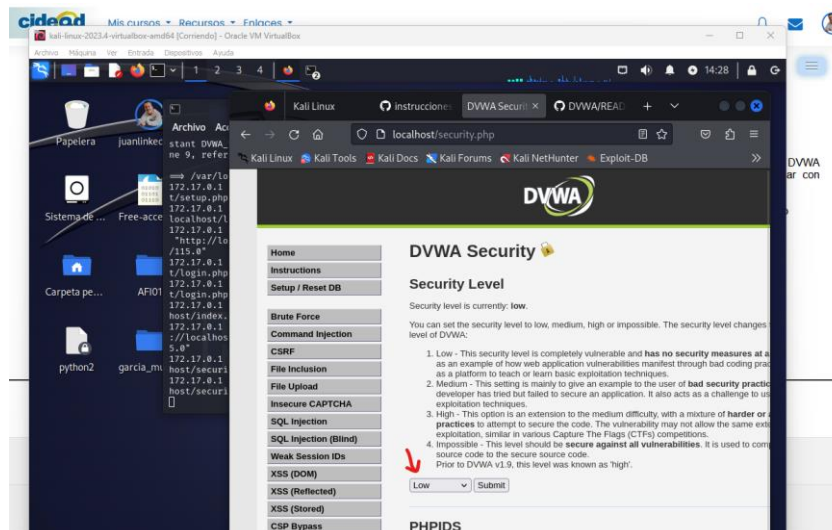 cidead
Mis cursos Recursos Enlaces
kali-linux-2023.4-virtualbox-amd64 [Corriendo] - Oracle VM VirtualBox
Archivo Máquina Ver Entrada Dispositivos Ayuda
1 2 3 4
14:28
Kali Linux
instrucciones
DVWA Securit
DVWA/READ
localhost/security.php
Kali Linux Kali Tools Kali Docs Kali Forums Kali NetHunter Exploit-DB
Papelera
juanlinkec
Sistema de ...
Free-acce
Carpeta pe...
AFI01
python2
garcia_mu
Archivo Ac
stant DVWA_
ne 9, refer
==> /var/lo
172.17.0.1
t/setup.php
172.17.0.1
localhost/l
172.17.0.1
"http://lo
/115.0"
172.17.0.1
t/login.php
172.17.0.1
t/login.php
172.17.0.1
host/index.
172.17.0.1
://localhos
5.0"
172.17.0.1
host/securi
172.17.0.1
host/securi
DVWA
Home
Instructions
Setup / Reset DB
Brute Force
Command Injection
CSRF
File Inclusion
File Upload
Insecure CAPTCHA
SQL Injection
SQL Injection (Blind)
Weak Session IDs
XSS (DOM)
XSS (Reflected)
XSS (Stored)
CSP Bypass
DVWA Security
Security Level
Security level is currently: low.
You can set the security level to low, medium, high or impossible. The security level changes
level of DVWA:
1. Low - This security level is completely vulnerable and has no security measures at a
as an example of how web application vulnerabilities manifest through bad coding prac
as a platform to teach or learn basic exploitation techniques.
2. Medium - This setting is mainly to give an example to the user of bad security practic
developer has tried but failed to secure an application. It also acts as a challenge to us
exploitation techniques.
3. High - This option is an extension to the medium difficulty, with a mixture of harder or
practices to attempt to secure the code. The vulnerability may not allow the same ext
exploitation, similar in various Capture The Flags (CTFs) competitions.
4. Impossible - This level should be secure against all vulnerabilities. It is used to comp
source code to the secure source code.
Prior to DVWA v1.9, this level was known as 'high'.
Low
Submit
PHPIDS
DVWA
ar con